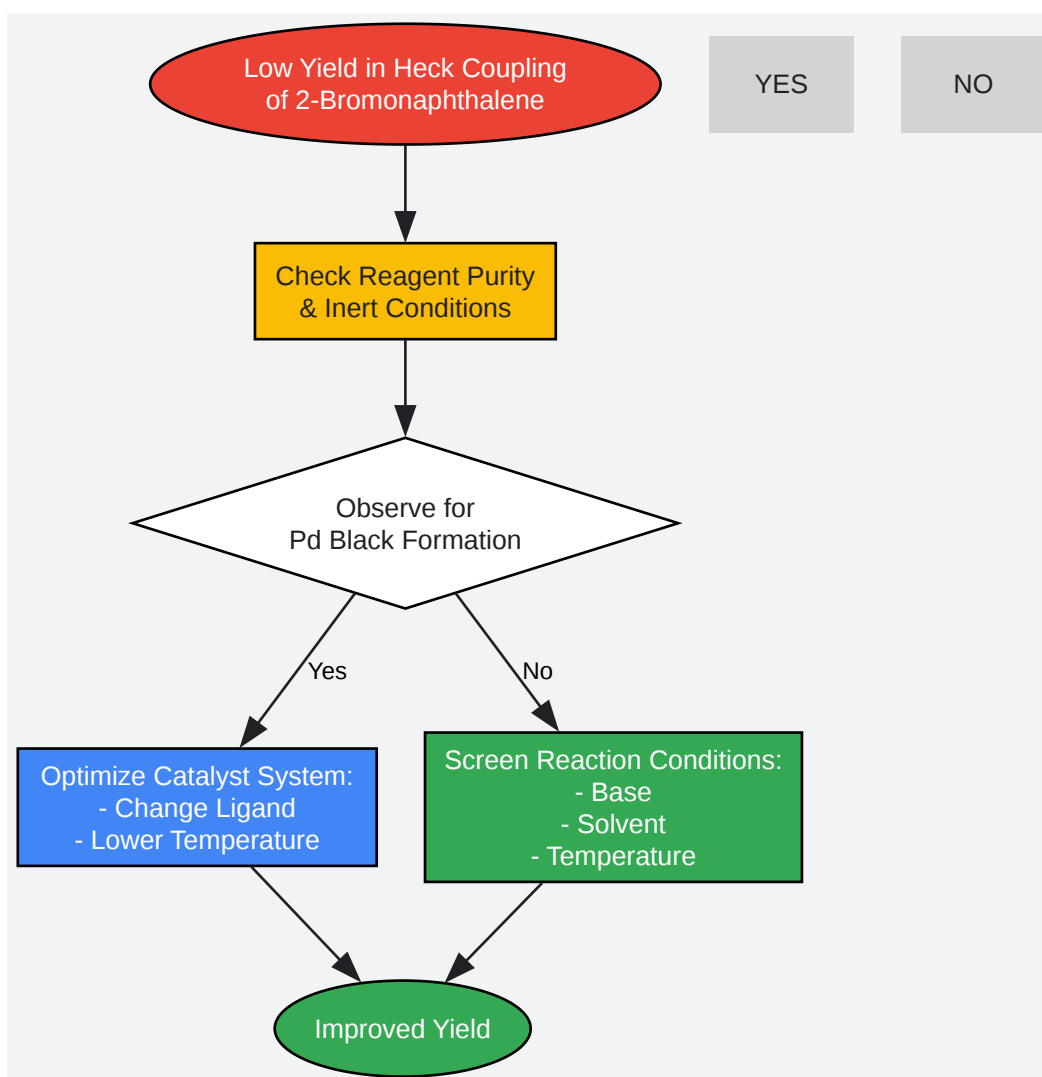 Low Yield in Heck Coupling
of 2-Bromonaphthalene
YES
NO
Check Reagent Purity
& Inert Conditions
Observe for
Pd Black Formation
Yes
No
Optimize Catalyst System:
- Change Ligand
- Lower Temperature
Screen Reaction Conditions:
- Base
- Solvent
- Temperature
Improved Yield